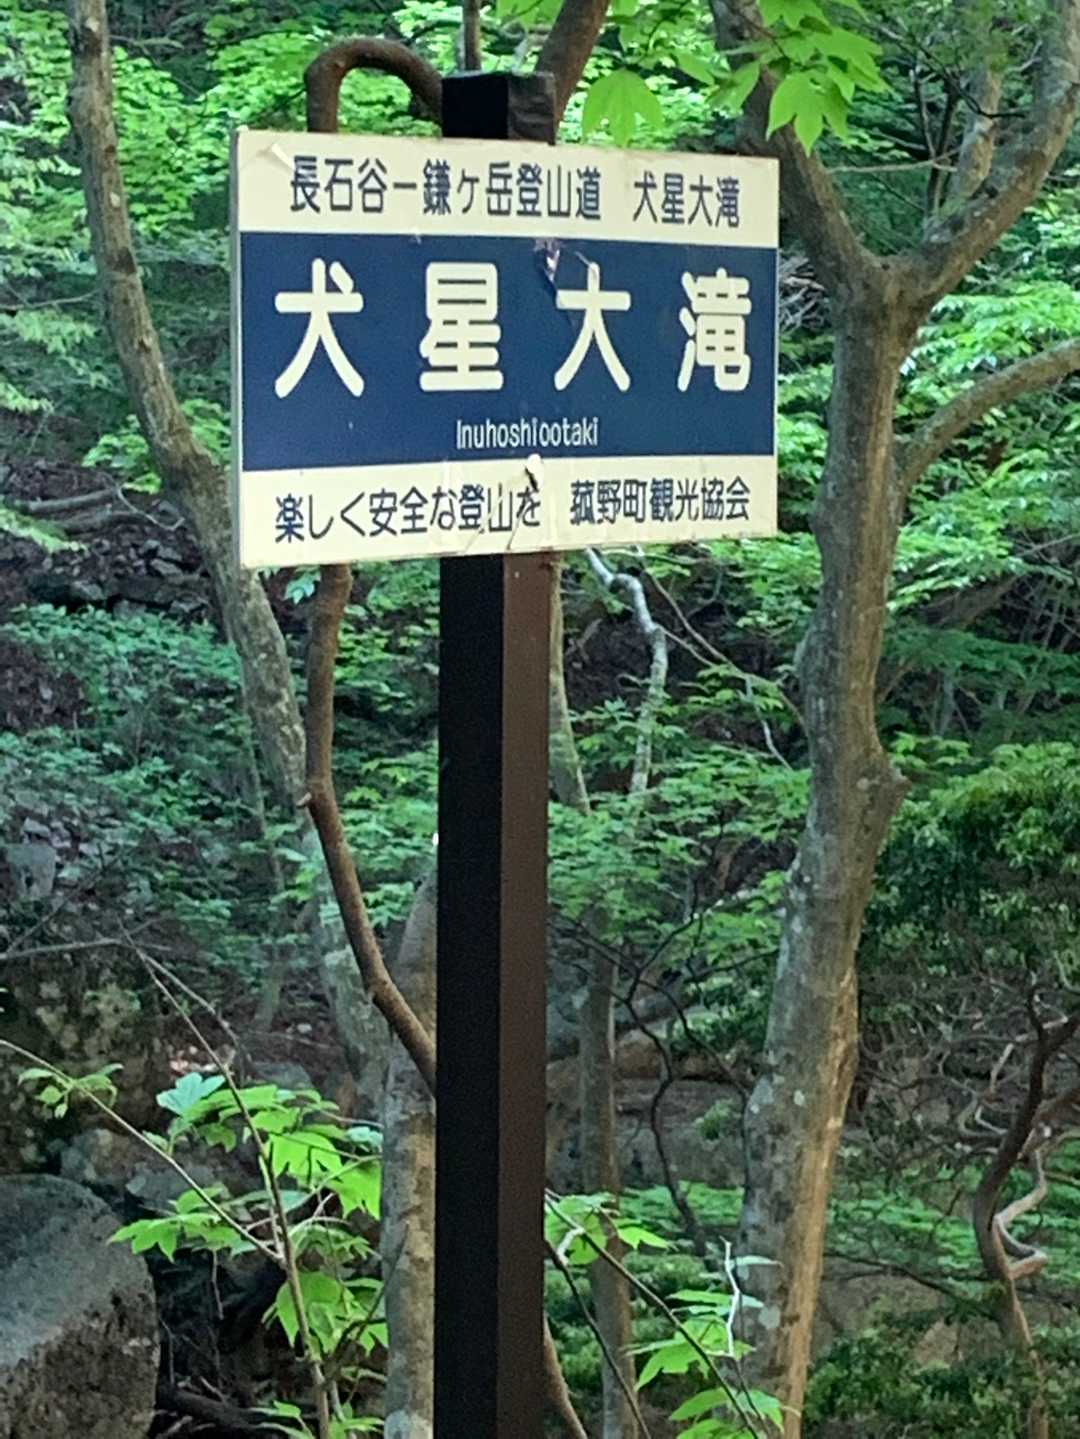 長石谷ー鎌ヶ岳登山道 犬星大滝
犬星大滝
Inuhoshiootaki
楽しく安全な登山を 菰野町観光協会